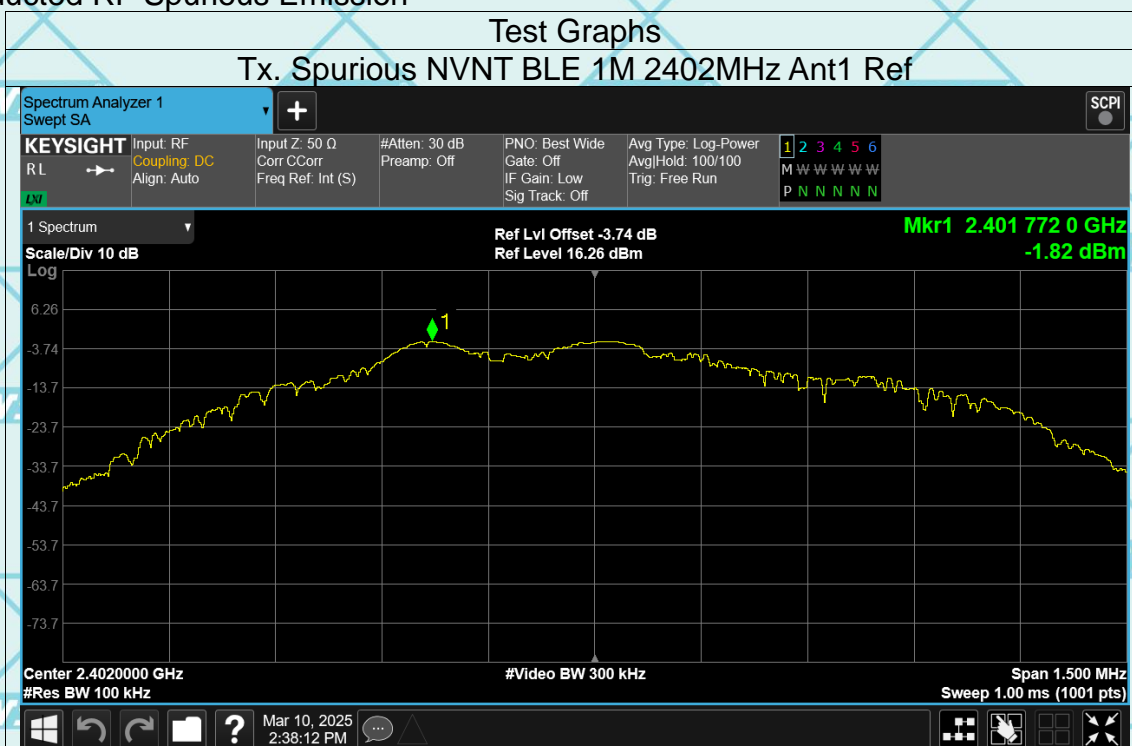 ducted RF Spurious Emission
Test Graphs
Tx. Spurious NVNT BLE 1M 2402MHz Ant1 Ref
Spectrum Analyzer 1
Swept SA
SCPI
KEYSIGHT
RL
LXI
Input: RF
Coupling: DC
Align: Auto
Input Z: 50 Ω
Corr CCorr
Freq Ref: Int (S)
#Atten: 30 dB
Preamp: Off
PNO: Best Wide
Gate: Off
IF Gain: Low
Sig Track: Off
Avg Type: Log-Power
Avg|Hold: 100/100
Trig: Free Run
1 2 3 4 5 6
M W W W W W
P N N N N N
1 Spectrum
Scale/Div 10 dB
Ref Lvl Offset -3.74 dB
Ref Level 16.26 dBm
Mkr1 2.401 772 0 GHz
-1.82 dBm
Log
6.26
-3.74
-13.7
-23.7
-33.7
-43.7
-53.7
-63.7
-73.7
1
Center 2.4020000 GHz
#Res BW 100 kHz
#Video BW 300 kHz
Span 1.500 MHz
Sweep 1.00 ms (1001 pts)
Mar 10, 2025
2:38:12 PM